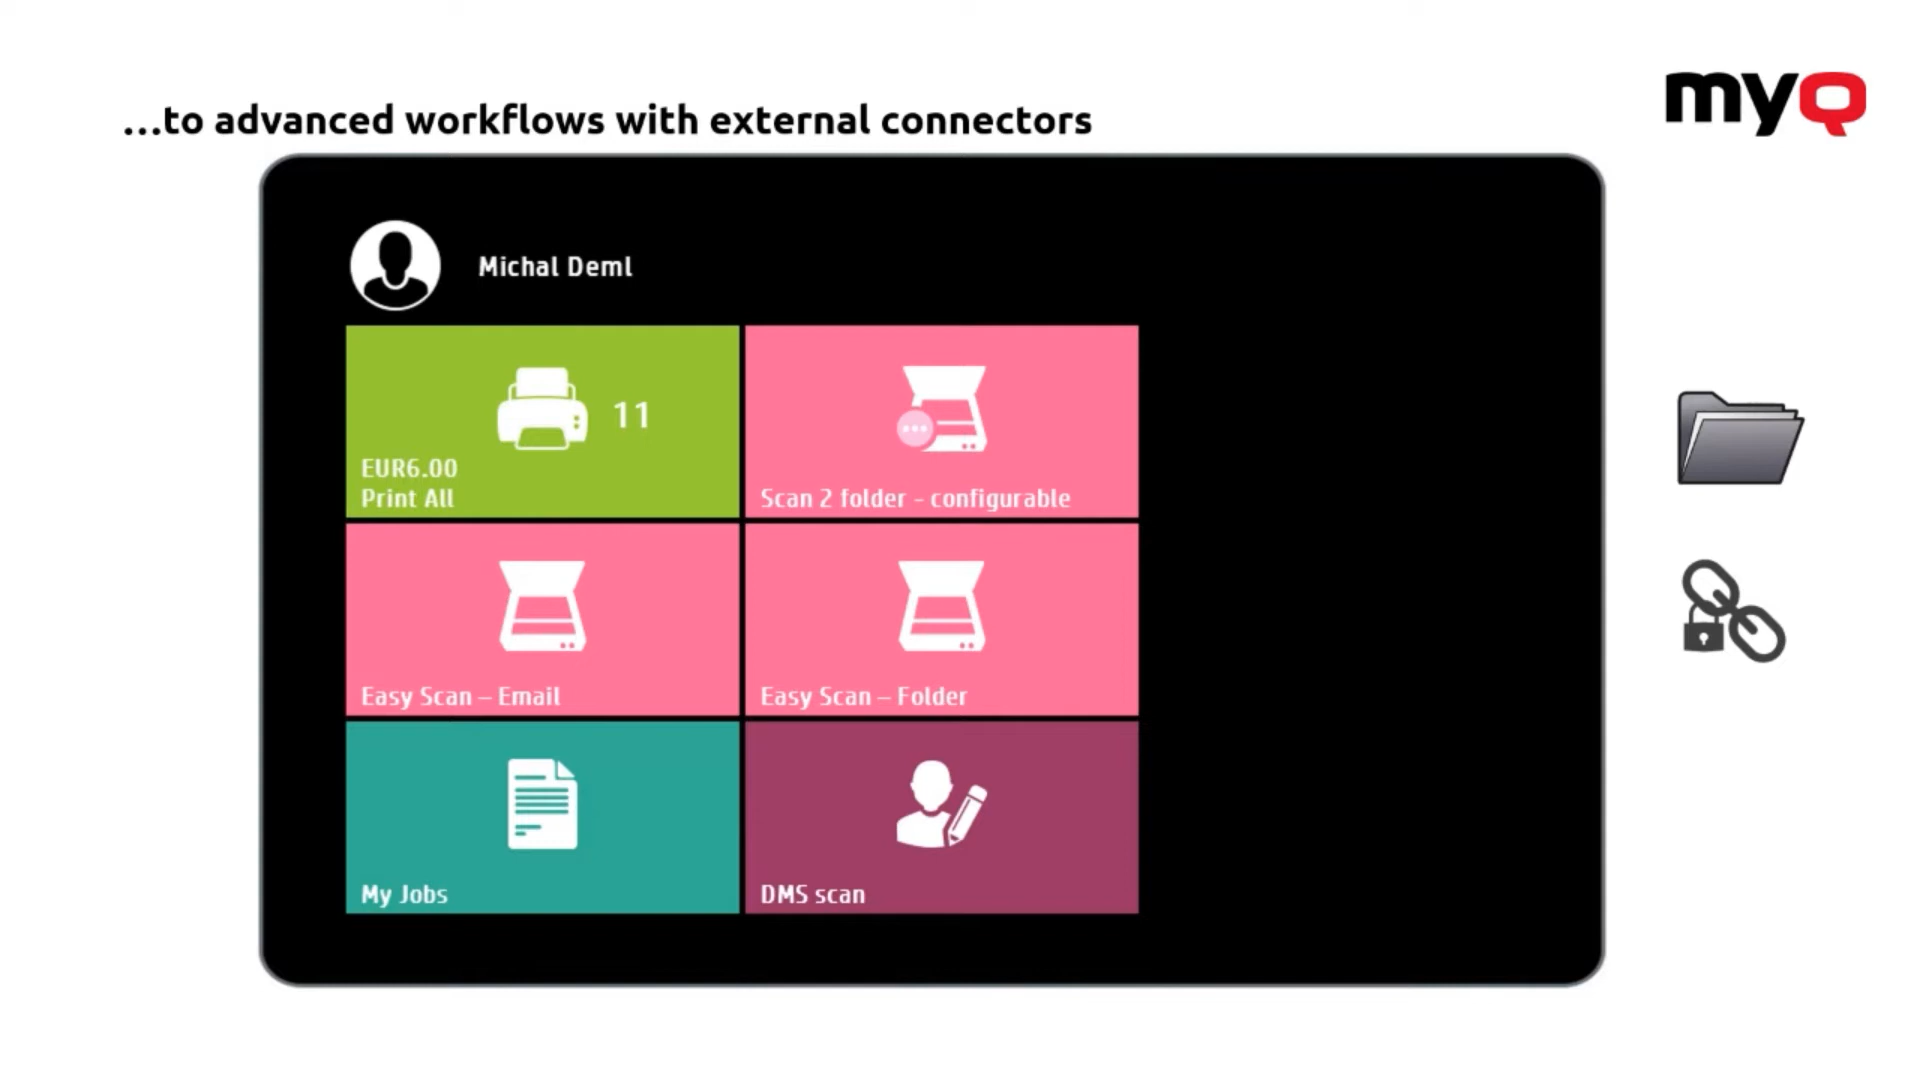 ...to advanced workflows with external connectors
myQ
Michal Deml
11
EUR6.00
Print All
Scan 2 folder - configurable
Easy Scan – Email
Easy Scan – Folder
My Jobs
DMS scan